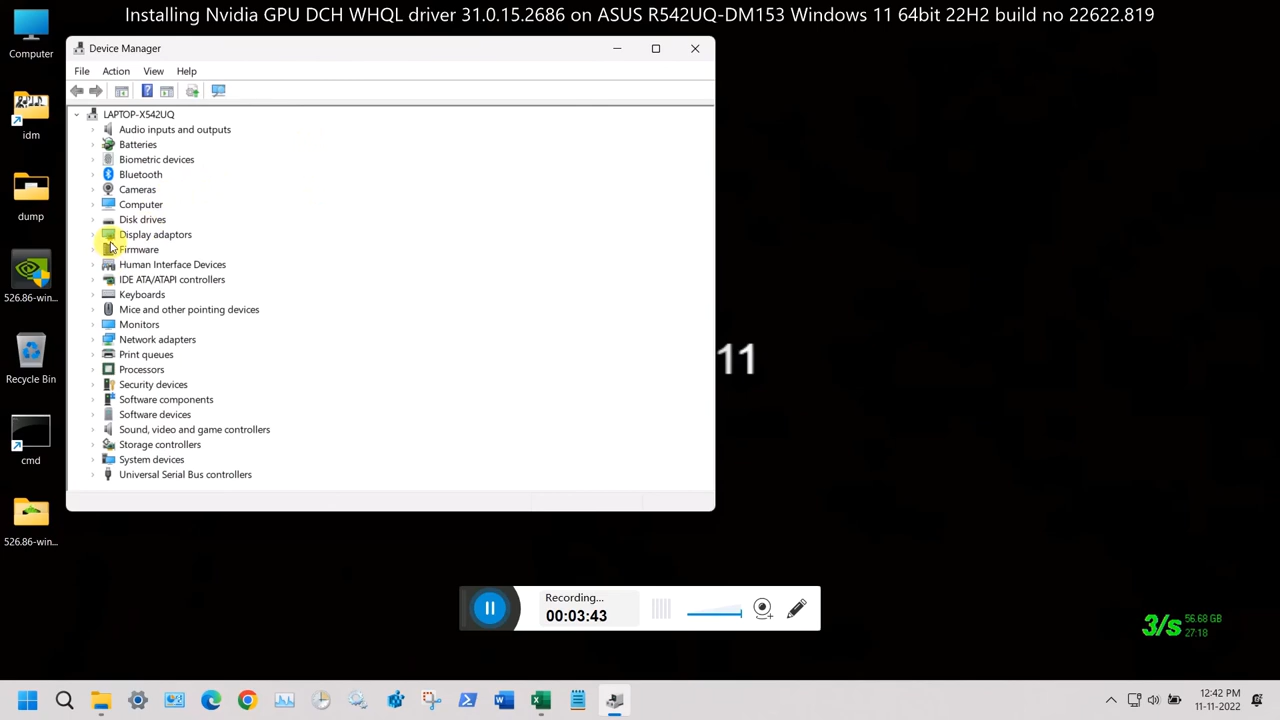 Installing Nvidia GPU DCH WHQL driver 31.0.15.2686 on ASUS R542UQ-DM153 Windows 11 64bit 22H2 build no 22622.819
Computer
idm
dump
526.86-win...
Recycle Bin
cmd
526.86-win...
Device Manager
File Action View Help
LAPTOP-X542UQ
Audio inputs and outputs
Batteries
Biometric devices
Bluetooth
Cameras
Computer
Disk drives
Display adaptors
Firmware
Human Interface Devices
IDE ATA/ATAPI controllers
Keyboards
Mice and other pointing devices
Monitors
Network adapters
Print queues
Processors
Security devices
Software components
Software devices
Sound, video and game controllers
Storage controllers
System devices
Universal Serial Bus controllers
11
Recording...
00:03:43
3/s 56.68 GB
27:18
12:42 PM
11-11-2022